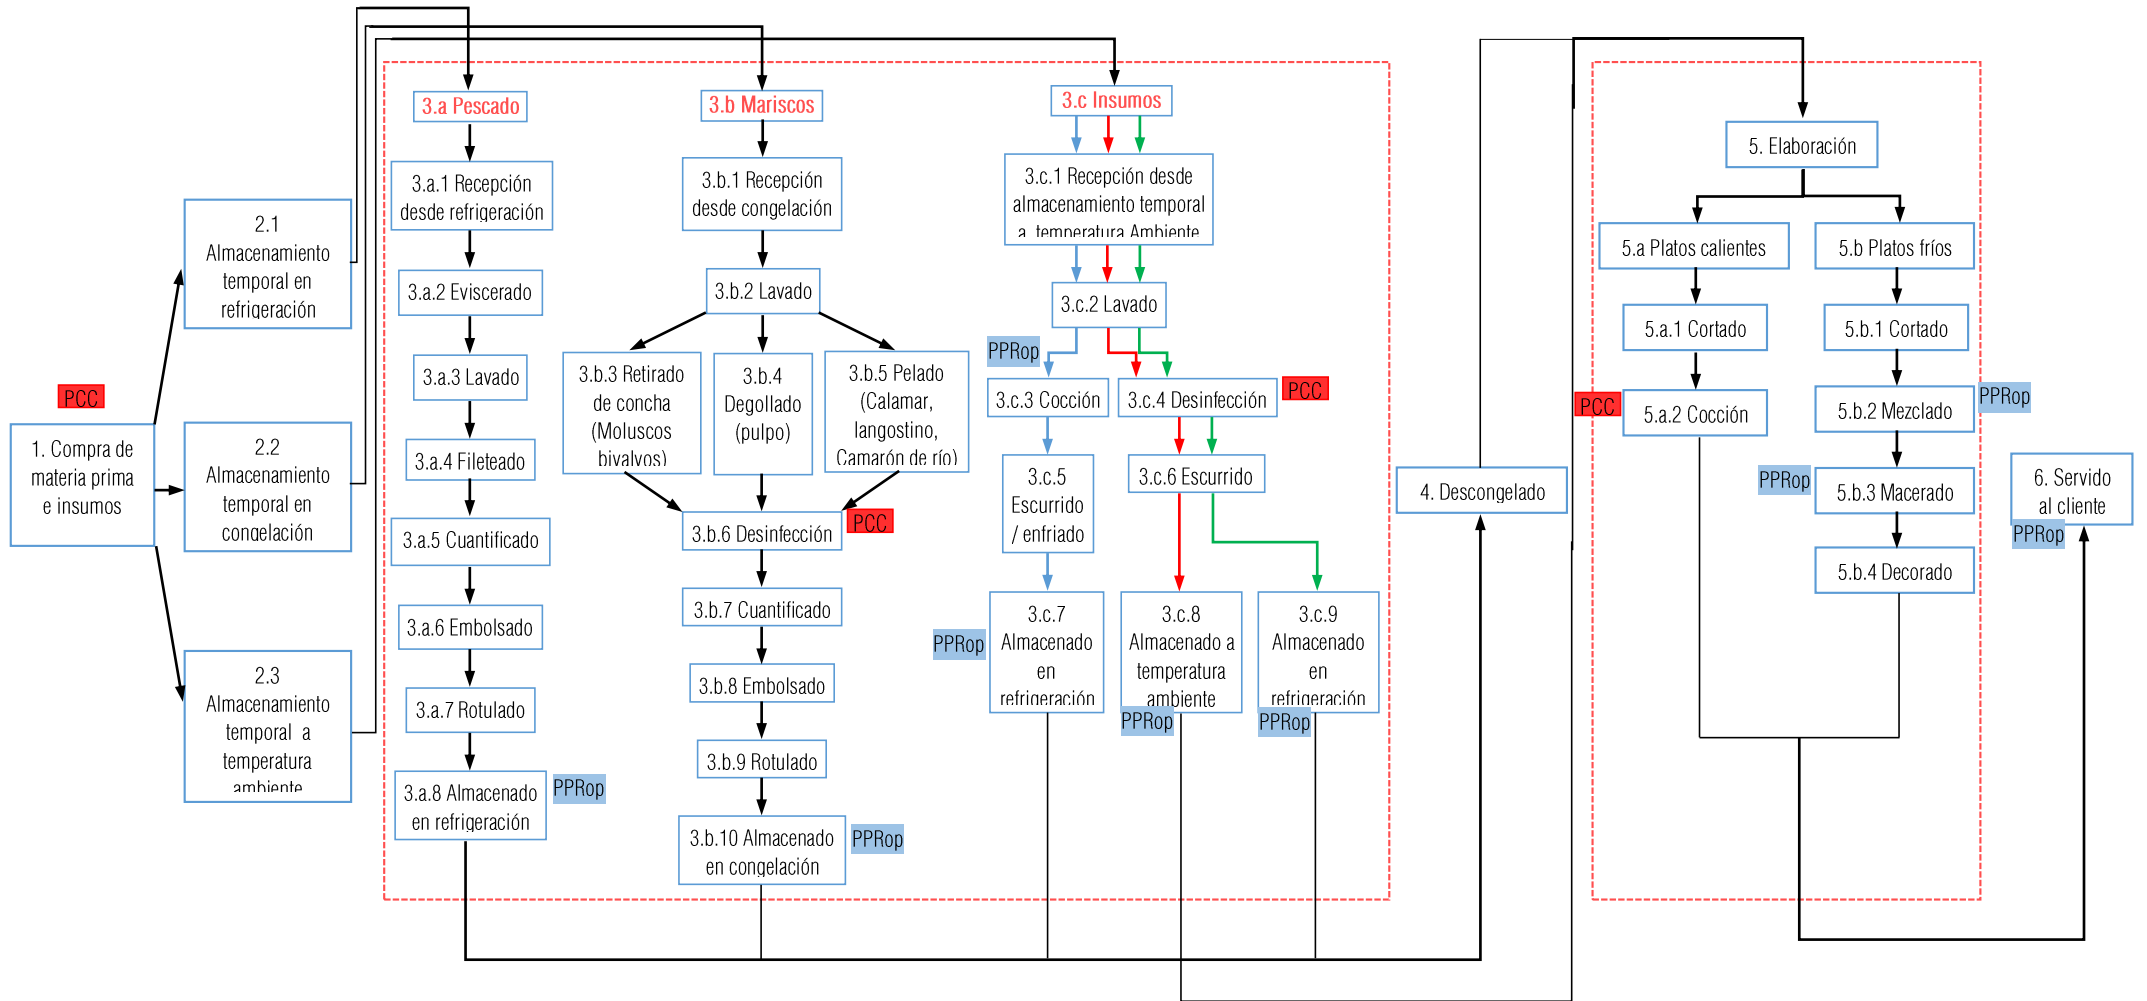 PCC
1. Compra de
materia prima
e insumos
2.1
Almacenamiento
temporal en
refrigeración
2.2
Almacenamiento
temporal en
congelación
2.3
Almacenamiento
temporal a
temperatura
ambiente
3.a Pescado
3.a.1 Recepción
desde refrigeración
3.a.2 Eviscerado
3.a.3 Lavado
3.a.4 Fileteado
3.a.5 Cuantificado
3.a.6 Embolsado
3.a.7 Rotulado
3.a.8 Almacenado
en refrigeración
PPRop
3.b Mariscos
3.b.1 Recepción
desde congelación
3.b.2 Lavado
3.b.3 Retirado
de concha
(Moluscos
bivalvos)
3.b.4
Degollado
(pulpo)
3.b.5 Pelado
(Calamar,
langostino,
Camarón de río)
3.b.6 Desinfección
PCC
3.b.7 Cuantificado
3.b.8 Embolsado
3.b.9 Rotulado
3.b.10 Almacenado
en congelación
PPRop
3.c Insumos
3.c.1 Recepción desde
almacenamiento temporal
a temperatura Ambiente
3.c.2 Lavado
PPRop
3.c.3 Cocción
3.c.4 Desinfección
PCC
3.c.5
Escurrido
/ enfriado
3.c.6 Escurrido
3.c.7
Almacenado
en
refrigeración
PPRop
3.c.8
Almacenado a
temperatura
ambiente
PPRop
3.c.9
Almacenado
en
refrigeración
PPRop
4. Descongelado
5. Elaboración
5.a Platos calientes
5.a.1 Cortado
PCC
5.a.2 Cocción
5.b Platos fríos
5.b.1 Cortado
5.b.2 Mezclado
PPRop
PPRop
5.b.3 Macerado
5.b.4 Decorado
6. Servido
al cliente
PPRop